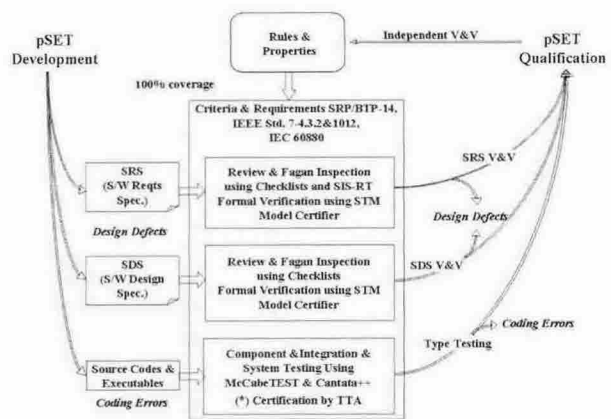 pSET
Development
Rules &
Properties
Independent V&V
pSET
Qualification
100% coverage
Criteria & Requirements SRP/BTP-14,
IEEE Std. 7-4.3.2&1012,
IEC 60880
SRS
(S/W Reqts
Spec.)
Review & Fagan Inspection
using Checklists and SIS-RT
Formal Verification using STM
Model Certifier
SRS V&V
Design Defects
Design Defects
SDS
(S/W Design
Spec.)
Review & Fagan Inspection
using Checklists
Formal Verification using STM
Model Certifier
SDS V&V
Coding Errors
Type Testing
Source Codes &
Executables
Component &Integration &
System Testing Using
McCabeTEST & Cantata++
(*) Certification by TTA
Coding Errors